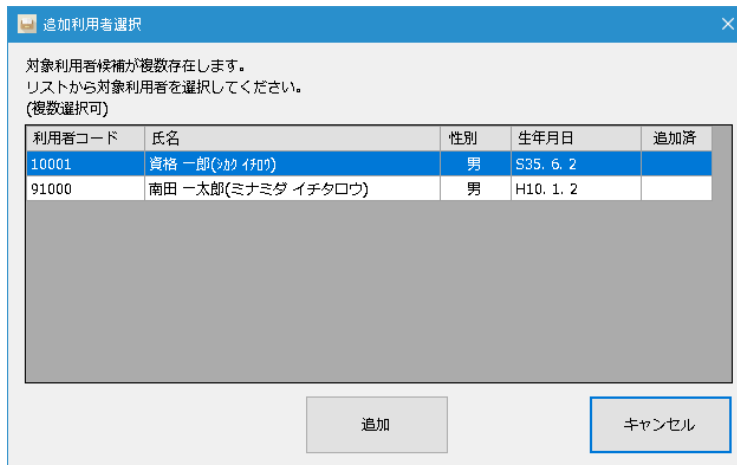 追加利用者選択
対象利用者候補が複数存在します。
リストから対象利用者を選択してください。
(複数選択可)
利用者コード 氏名 性別 生年月日 追加済
10001 資格 一郎(ｼｶｸ ｲﾁﾛｳ) 男 S35. 6. 2
91000 南田 一太郎(ミナミダ イチタロウ) 男 H10. 1. 2
追加 キャンセル